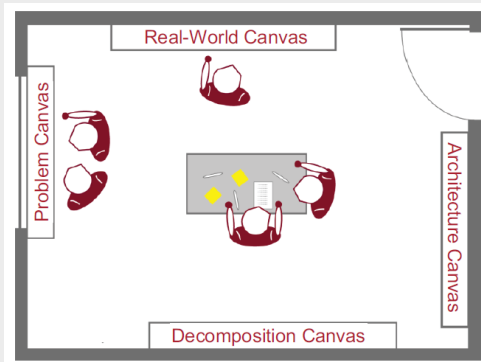 Real-World Canvas
Problem Canvas
Architecture Canvas
Decomposition Canvas